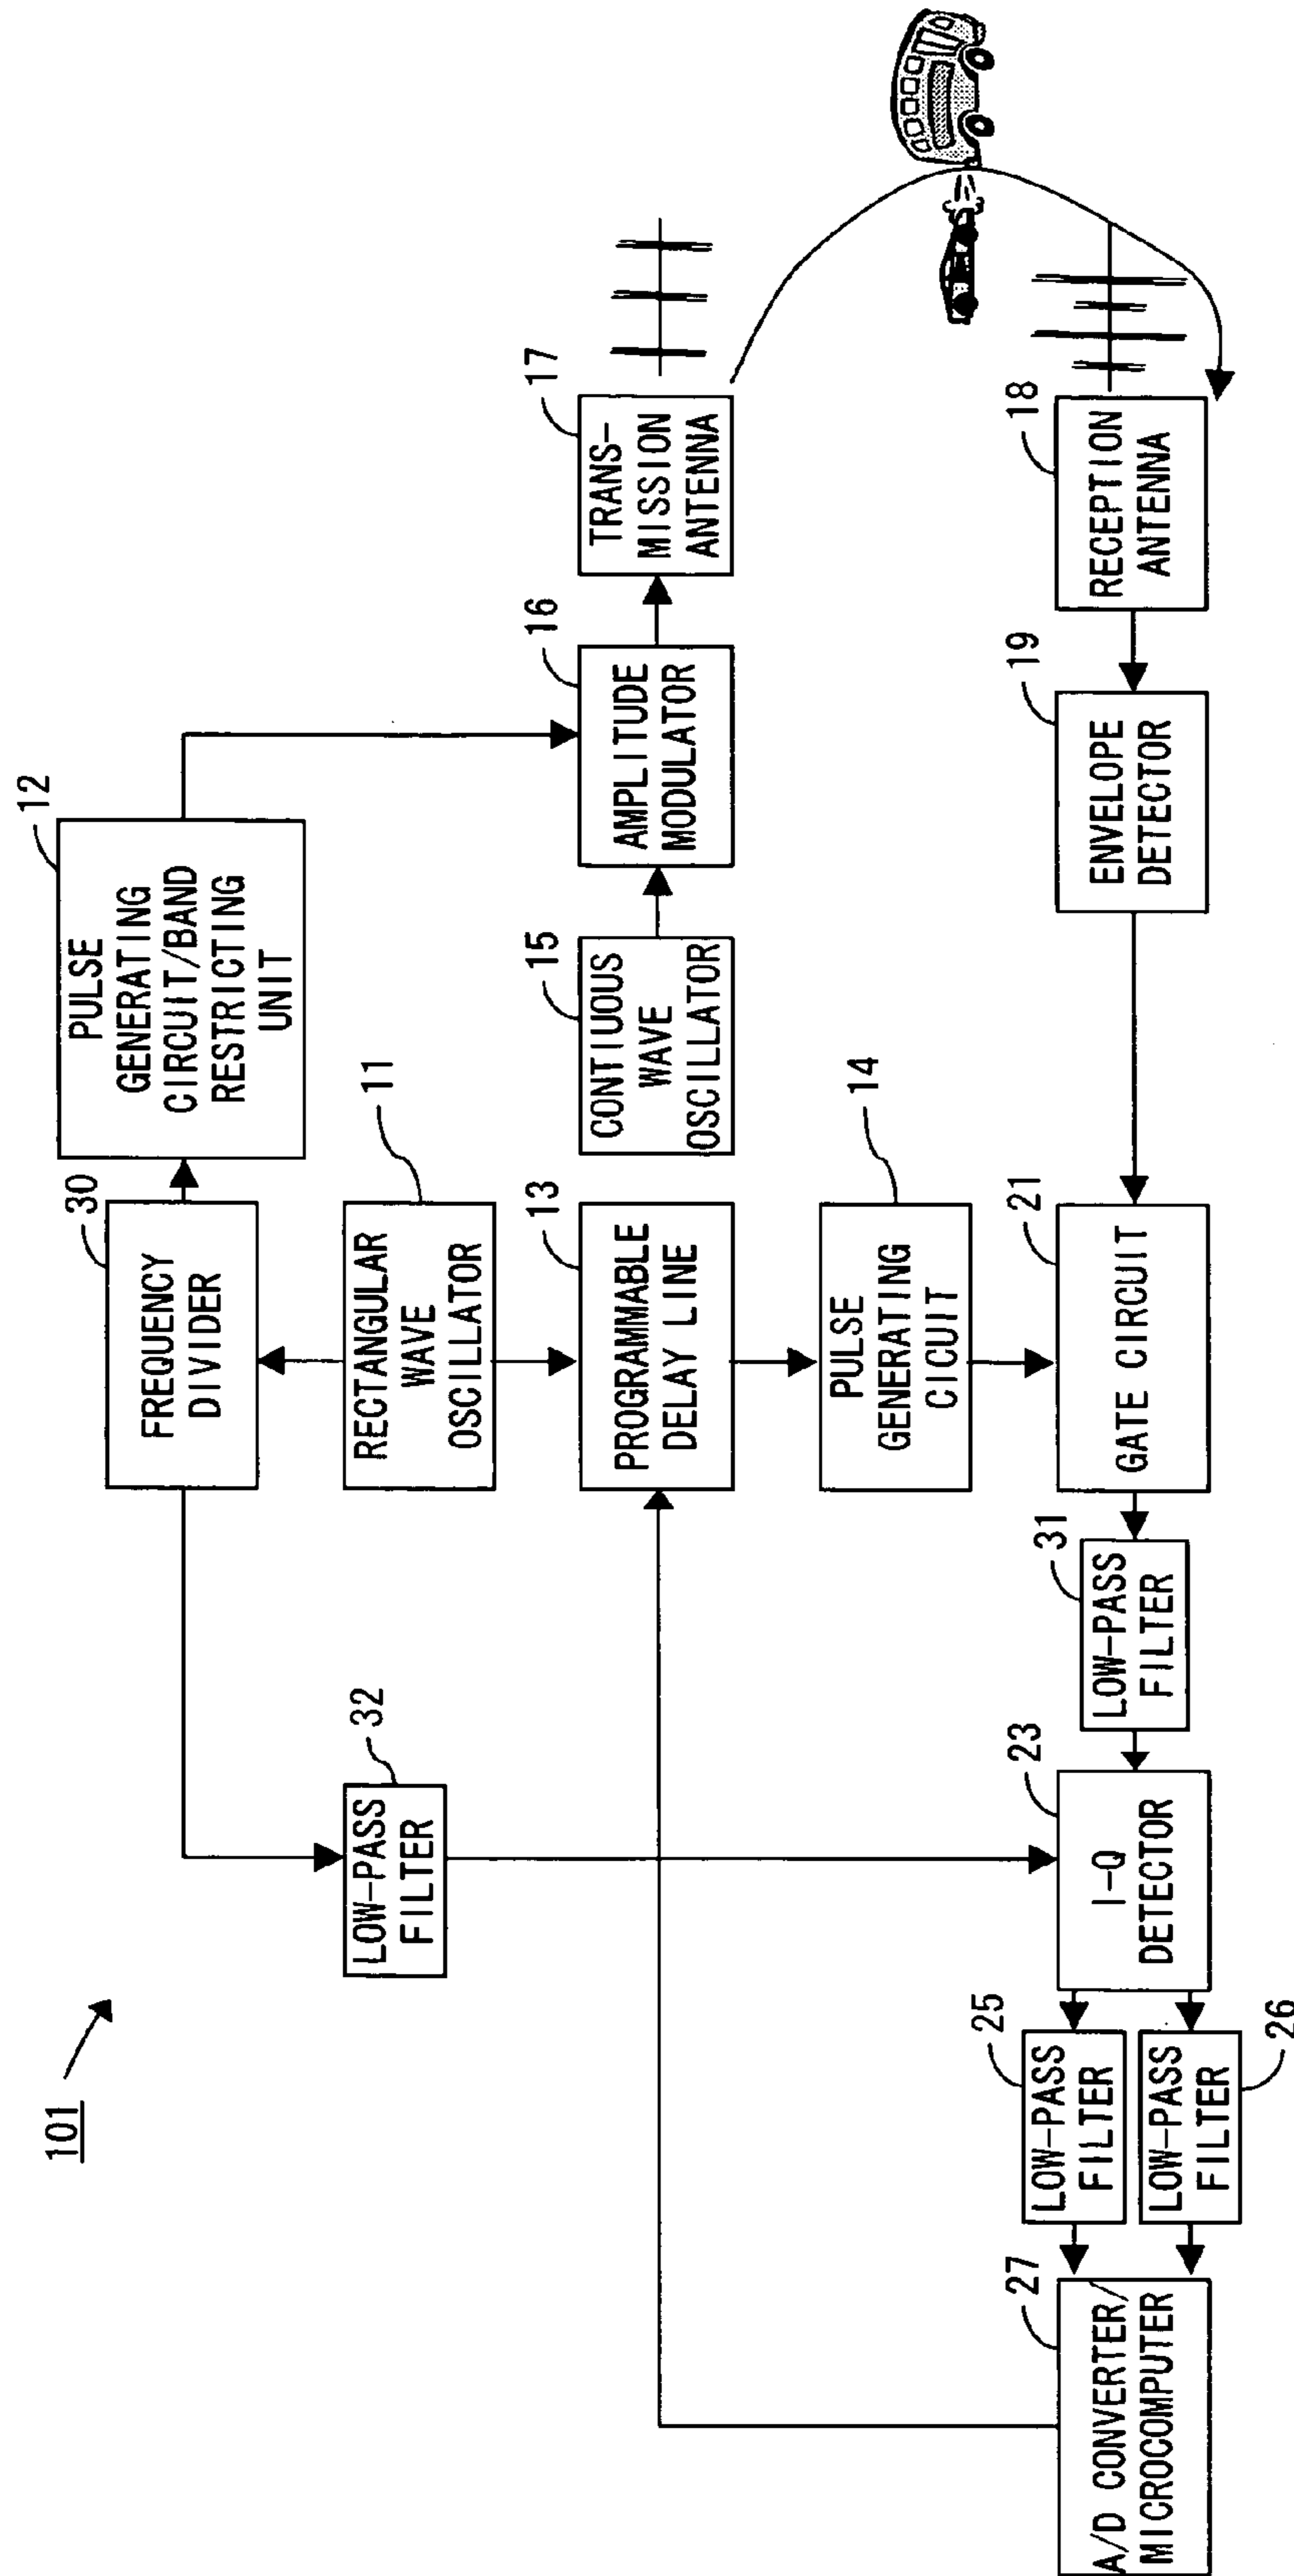 101
12
PULSE
GENERATING
CIRCUIT/BAND
RESTRICTING
UNIT
30
FREQUENCY
DIVIDER
32
LOW-PASS
FILTER
11
RECTANGULAR
WAVE
OSCILLATOR
13
PROGRAMMABLE
DELAY LINE
15
CONTIUOUS
WAVE
OSCILLATOR
16
AMPLITUDE
MODULATOR
17
TRANS-
MISSION
ANTENNA
14
PULSE
GENERATING
CICUIT
27
A/D CONVERTER/
MICROCOMPUTER
25
LOW-PASS
FILTER
LOW-PASS
FILTER
26
23
I-Q
DETECTOR
31
LOW-PASS
FILTER
21
GATE CIRCUIT
19
ENVELOPE
DETECTOR
18
RECEPTION
ANTENNA